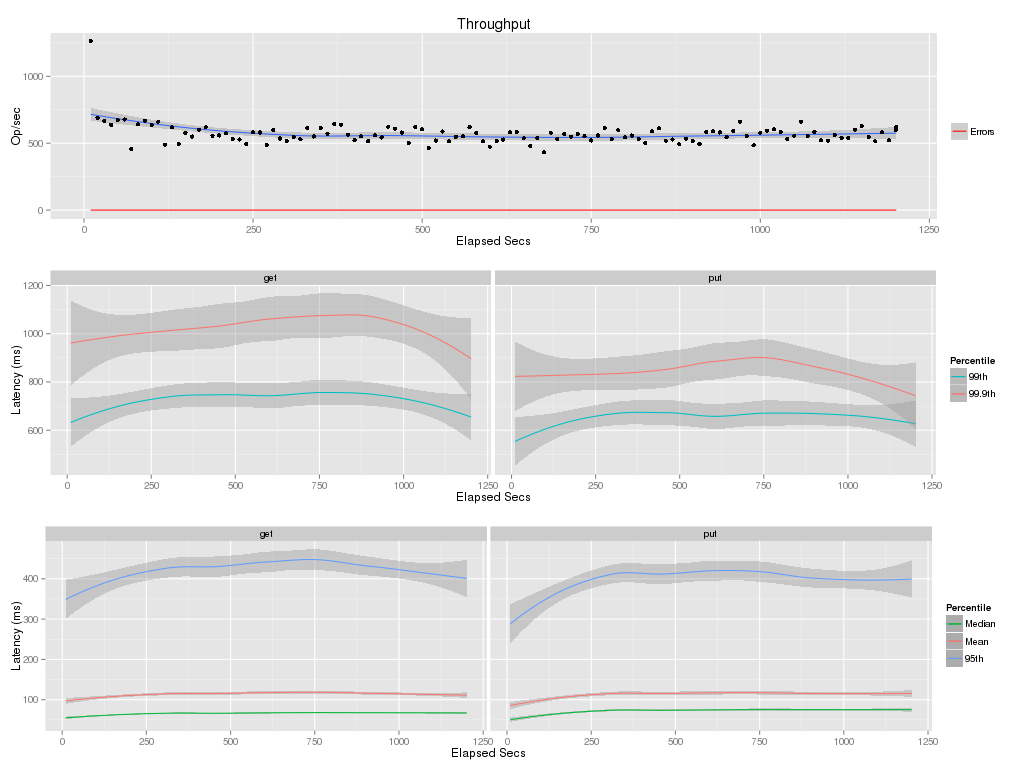 Throughput
1000
500
0
Op/sec
0 250 500 750 1000 1250
Elapsed Secs
Errors
get put
1200
1000
800
600
Latency (ms)
0 250 500 750 1000 1250 0 250 500 750 1000 1250
Elapsed Secs
Percentile
99th
99.9th
get put
400
300
200
100
Latency (ms)
0 250 500 750 1000 1250 0 250 500 750 1000 1250
Elapsed Secs
Percentile
Median
Mean
95th